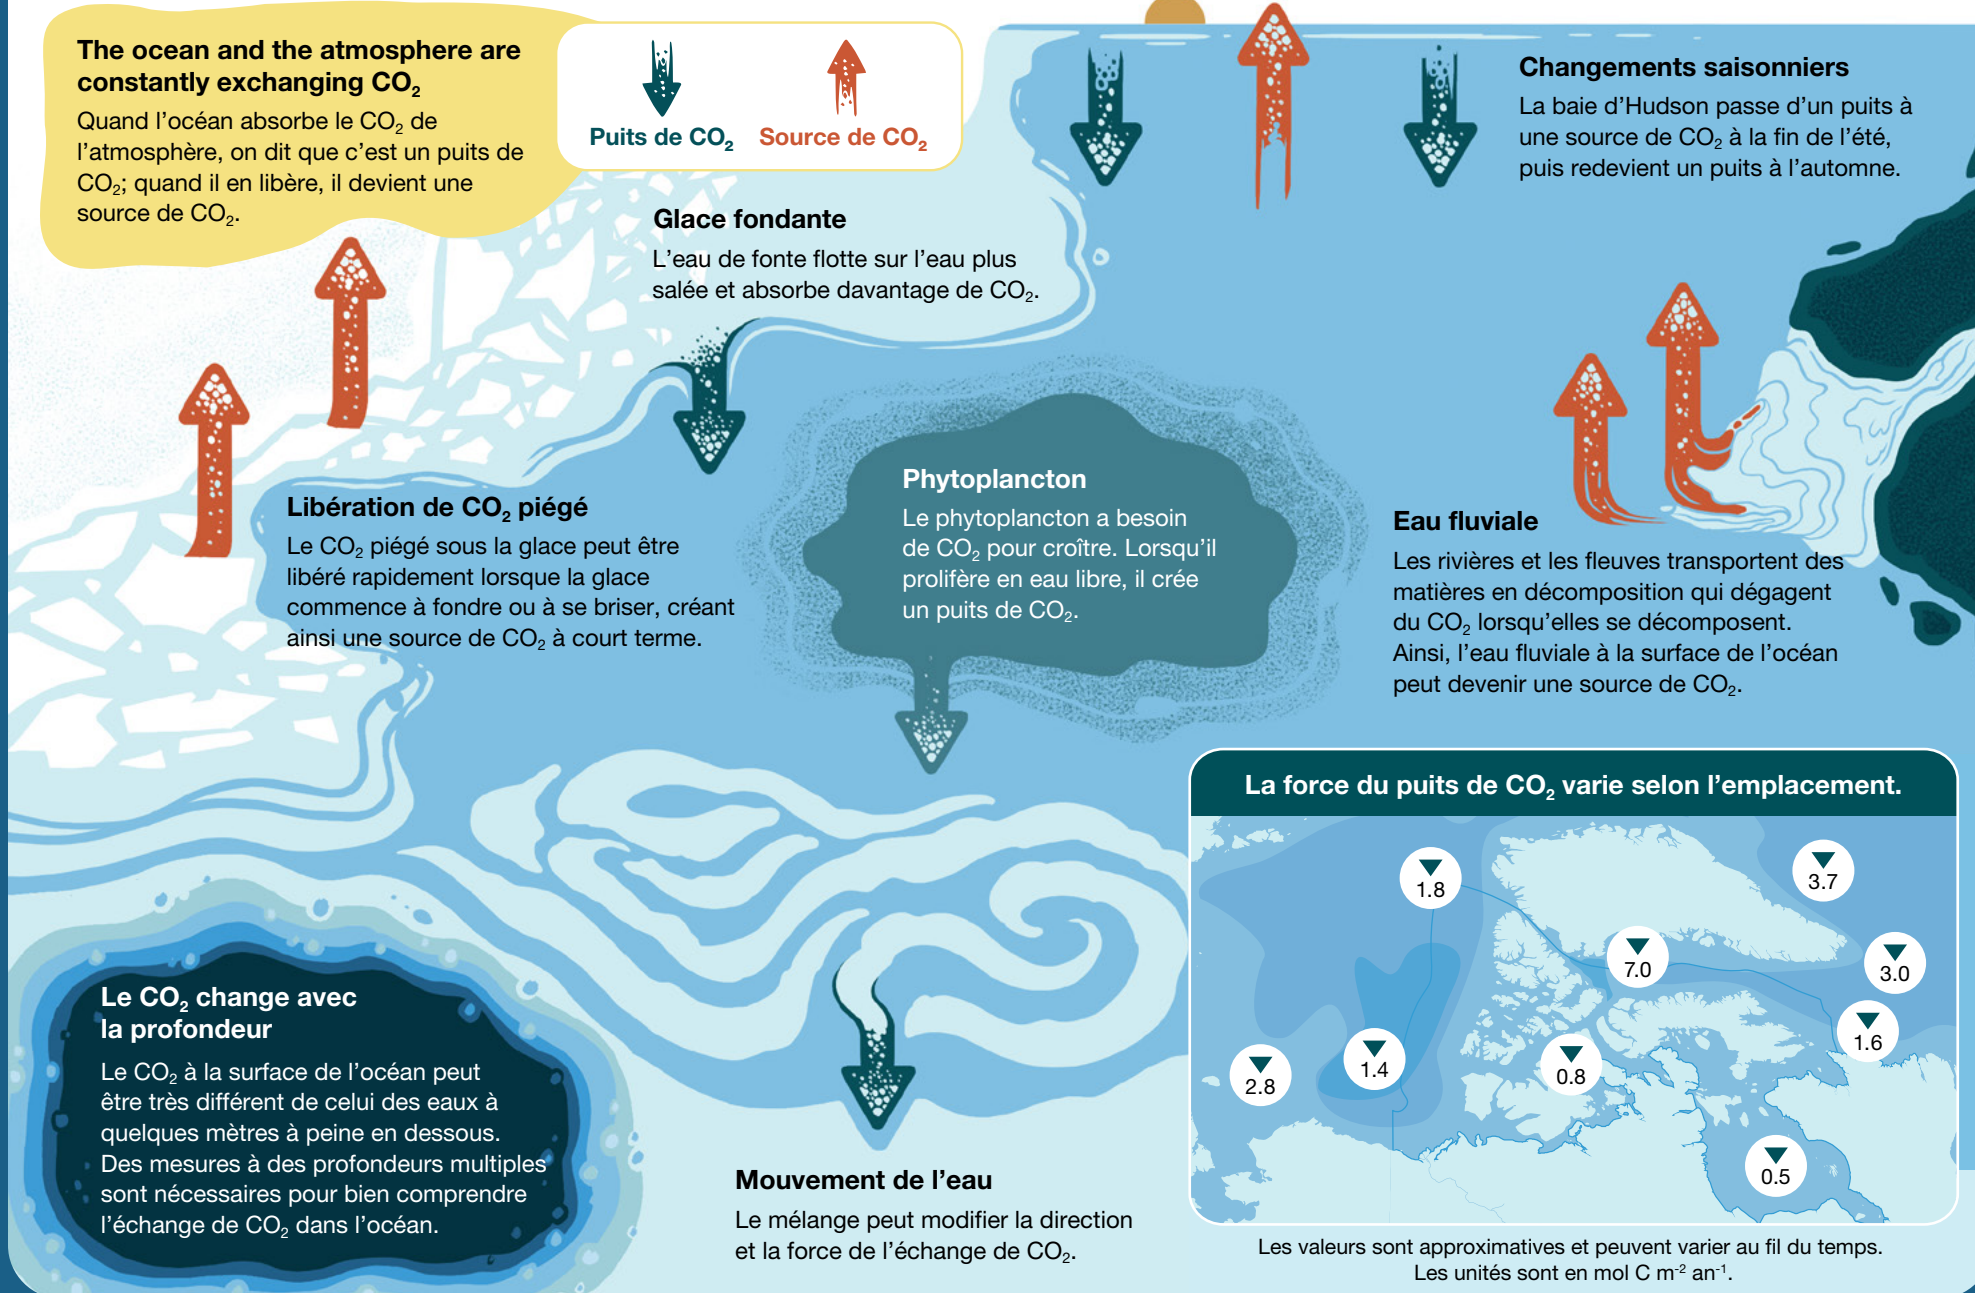 The ocean and the atmosphere are
constantly exchanging CO₂
Quand l’océan absorbe le CO₂ de
l’atmosphère, on dit que c’est un puits de
CO₂; quand il en libère, il devient une
source de CO₂.
Puits de CO₂
Source de CO₂
Changements saisonniers
La baie d’Hudson passe d’un puits à
une source de CO₂ à la fin de l’été,
puis redevient un puits à l’automne.
Glace fondante
L’eau de fonte flotte sur l’eau plus
salée et absorbe davantage de CO₂.
Libération de CO₂ piégé
Le CO₂ piégé sous la glace peut être
libéré rapidement lorsque la glace
commence à fondre ou à se briser, créant
ainsi une source de CO₂ à court terme.
Phytoplancton
Le phytoplancton a besoin
de CO₂ pour croître. Lorsqu’il
prolifère en eau libre, il crée
un puits de CO₂.
Eau fluviale
Les rivières et les fleuves transportent des
matières en décomposition qui dégagent
du CO₂ lorsqu’elles se décomposent.
Ainsi, l’eau fluviale à la surface de l’océan
peut devenir une source de CO₂.
Le CO₂ change avec
la profondeur
Le CO₂ à la surface de l’océan peut
être très différent de celui des eaux à
quelques mètres à peine en dessous.
Des mesures à des profondeurs multiples
sont nécessaires pour bien comprendre
l’échange de CO₂ dans l’océan.
Mouvement de l’eau
Le mélange peut modifier la direction
et la force de l’échange de CO₂.
La force du puits de CO₂ varie selon l’emplacement.
1.8
3.7
7.0
3.0
1.6
1.4
0.8
2.8
0.5
Les valeurs sont approximatives et peuvent varier au fil du temps.
Les unités sont en mol C m⁻² an⁻¹.